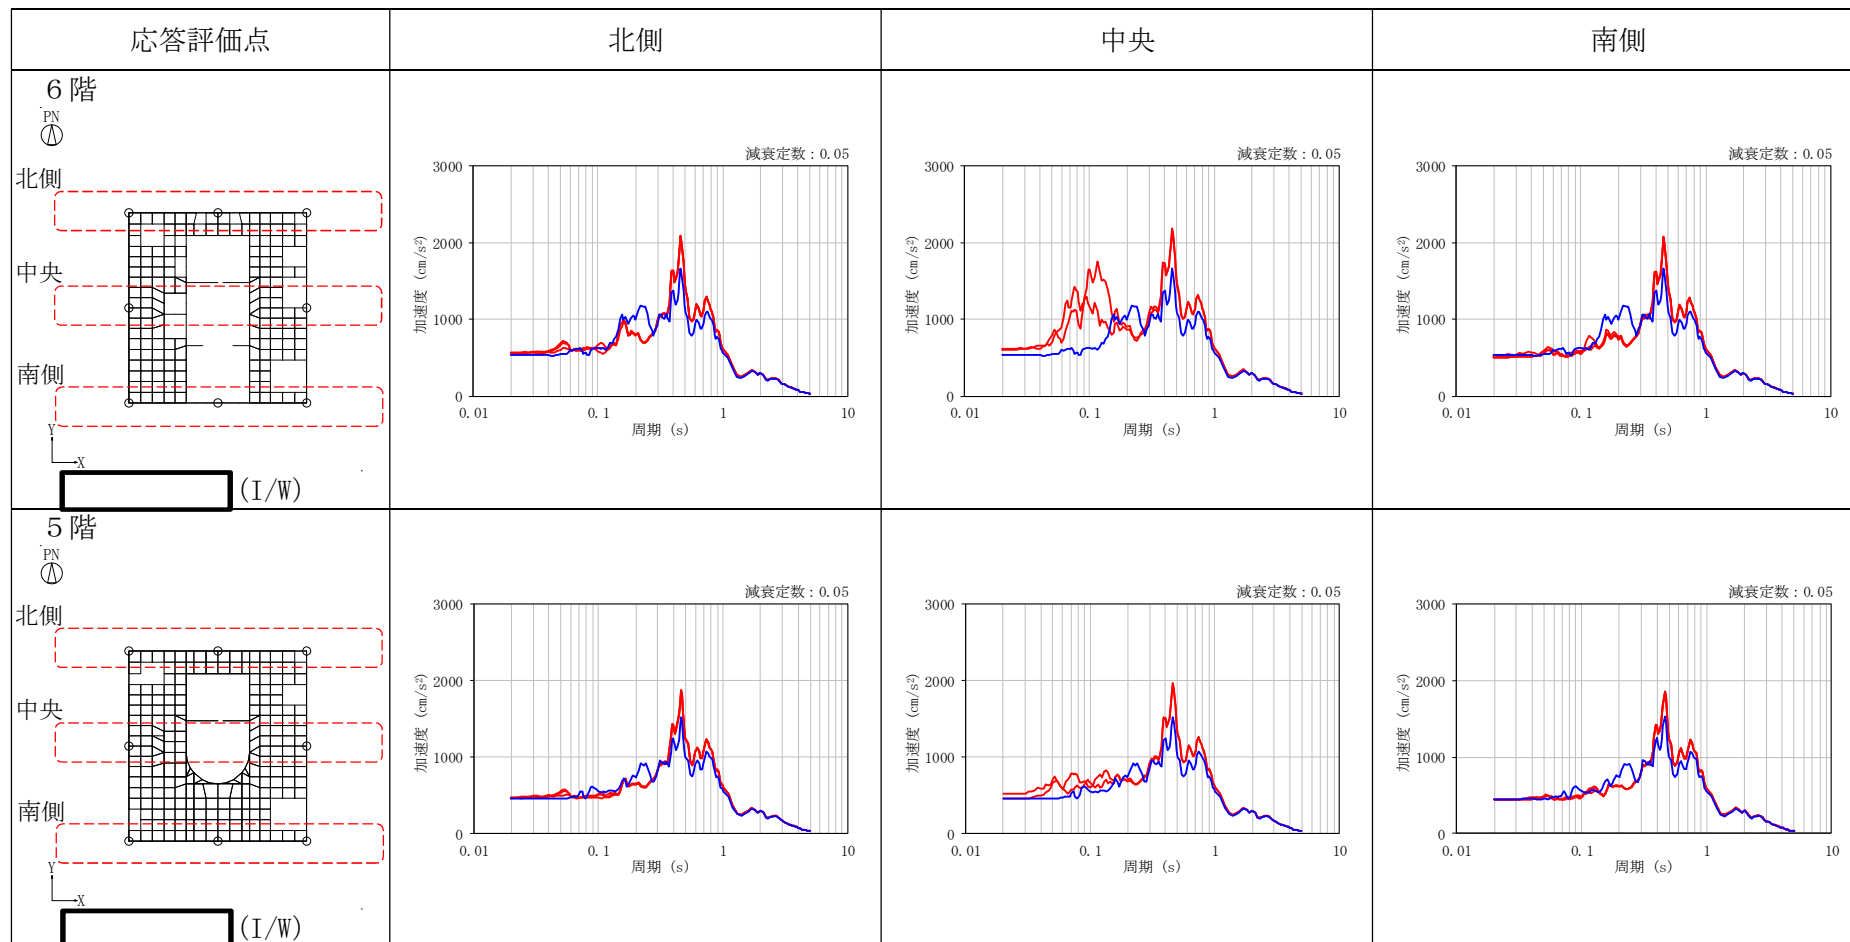 応答評価点 北側 中央 南側
6階
PN
北側
中央
南側
Y
X
(I/W)
減衰定数：0.05
3000
2000
1000
0
加速度 (cm/s²)
0.01 0.1 1 10
周期 (s)
減衰定数：0.05
3000
2000
1000
0
加速度 (cm/s²)
0.01 0.1 1 10
周期 (s)
減衰定数：0.05
3000
2000
1000
0
加速度 (cm/s²)
0.01 0.1 1 10
周期 (s)
5階
PN
北側
中央
南側
Y
X
(I/W)
減衰定数：0.05
3000
2000
1000
0
加速度 (cm/s²)
0.01 0.1 1 10
周期 (s)
減衰定数：0.05
3000
2000
1000
0
加速度 (cm/s²)
0.01 0.1 1 10
周期 (s)
減衰定数：0.05
3000
2000
1000
0
加速度 (cm/s²)
0.01 0.1 1 10
周期 (s)